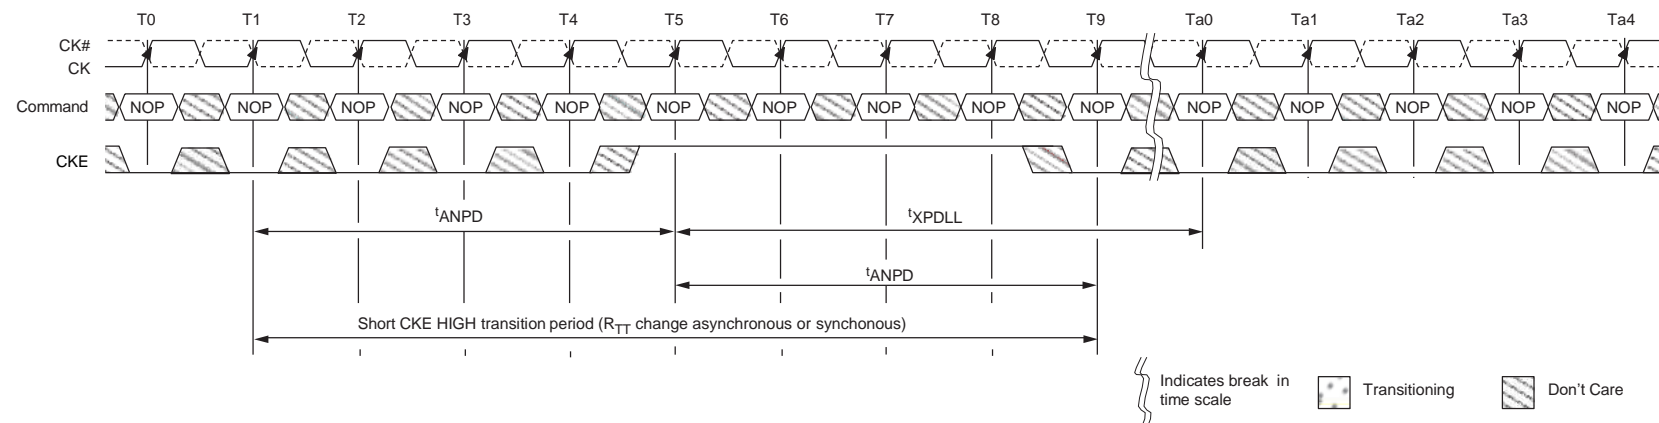 T0 T1 T2 T3 T4 T5 T6 T7 T8 T9 Ta0 Ta1 Ta2 Ta3 Ta4
CK#
CK
Command NOP NOP NOP NOP NOP NOP NOP NOP NOP NOP NOP NOP NOP NOP NOP
CKE
tANPD tXPDLL
tANPD
Short CKE HIGH transition period (RTT change asynchronous or synchonous)
Indicates break in
time scale
Transitioning
Don't Care